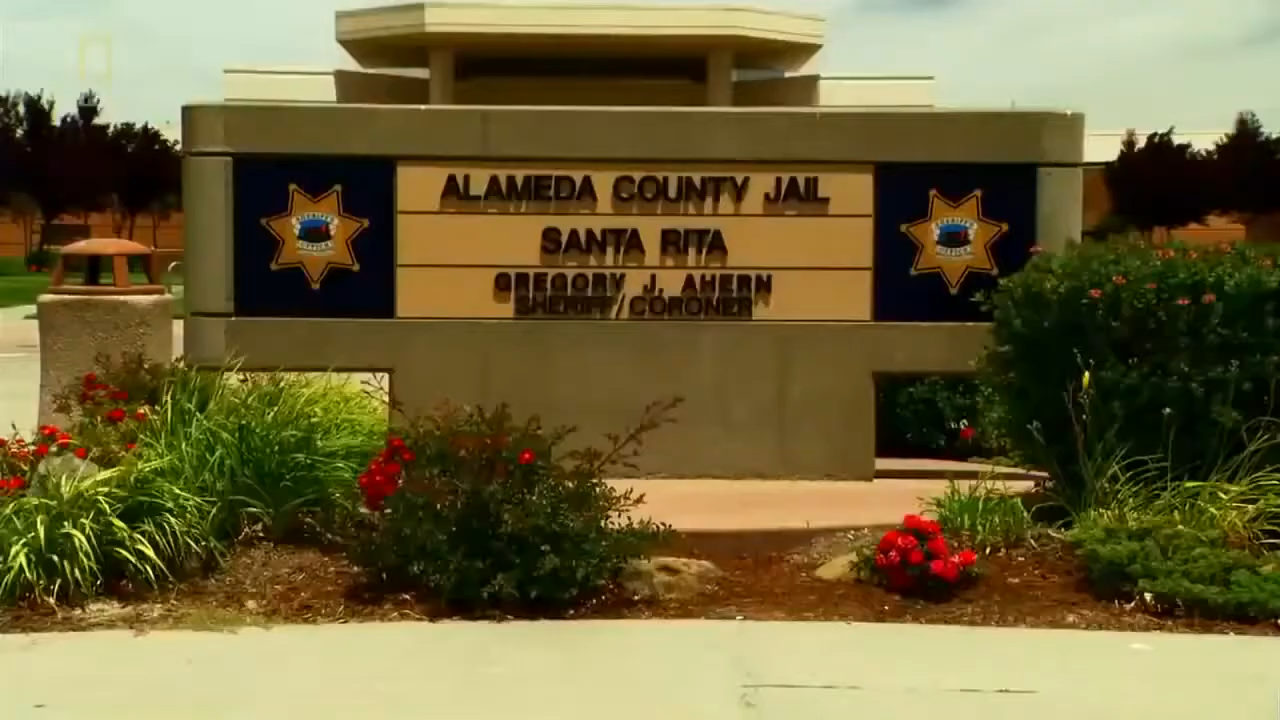 ALAMEDA COUNTY JAIL
SANTA RITA
GREGORY J. AHERN
SHERIFF/CORONER